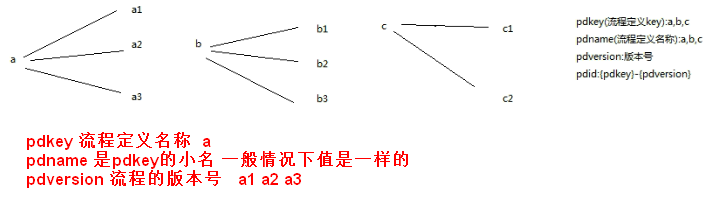 a
a1
a2
a3
b
b1
b2
b3
c
c1
c2
pdkey(流程定义key):a,b,c
pdname(流程定义名称):a,b,c
pdversion:版本号
pdid:{pdkey}-{pdversion}
pdkey 流程定义名称 a
pdname 是pdkey的小名 一般情况下值是一样的
pdversion 流程的版本号 a1 a2 a3